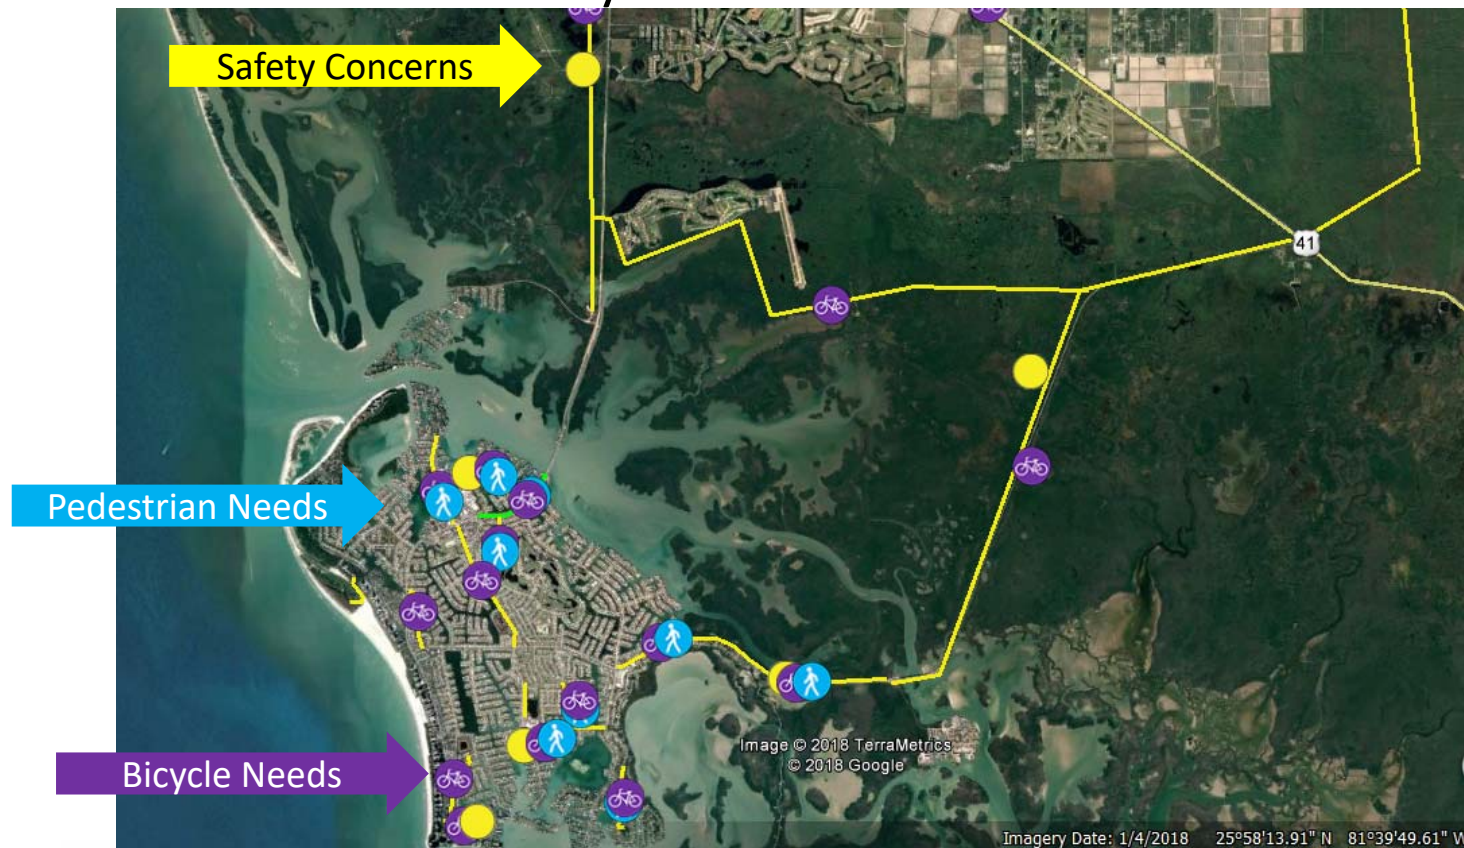 Safety Concerns
41
Pedestrian Needs
Bicycle Needs
Image © 2018 TerraMetrics
© 2018 Google
Imagery Date: 1/4/2018 25°58'13.91" N 81°39'49.61" W